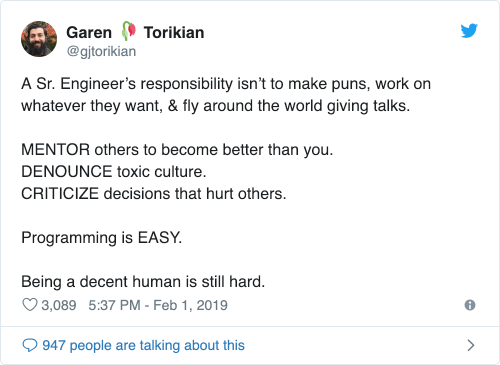 Garen 🥀 Torikian
@gjtorikian
A Sr. Engineer’s responsibility isn’t to make puns, work on
whatever they want, & fly around the world giving talks.
MENTOR others to become better than you.
DENOUNCE toxic culture.
CRITICIZE decisions that hurt others.
Programming is EASY.
Being a decent human is still hard.
3,089 5:37 PM - Feb 1, 2019
947 people are talking about this